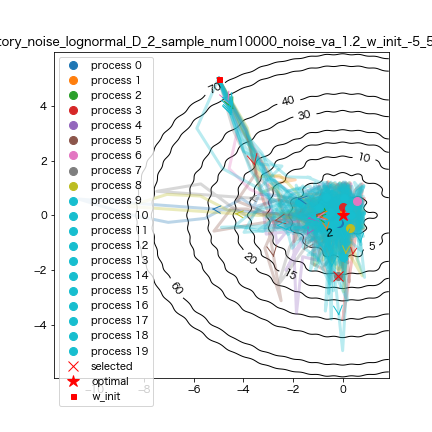 tory_noise_lognormal_D_2_sample_num10000_noise_va_1.2_w_init_-5_5
process 0
process 1
process 2
process 3
process 4
process 5
process 6
process 7
process 8
process 9
process 10
process 11
process 12
process 13
process 14
process 15
process 16
process 17
process 18
process 19
selected
optimal
w_init
4
2
0
−2
−4
−10
−8
−6
−4
−2
0
70
40
30
10
5
2
15
20
60